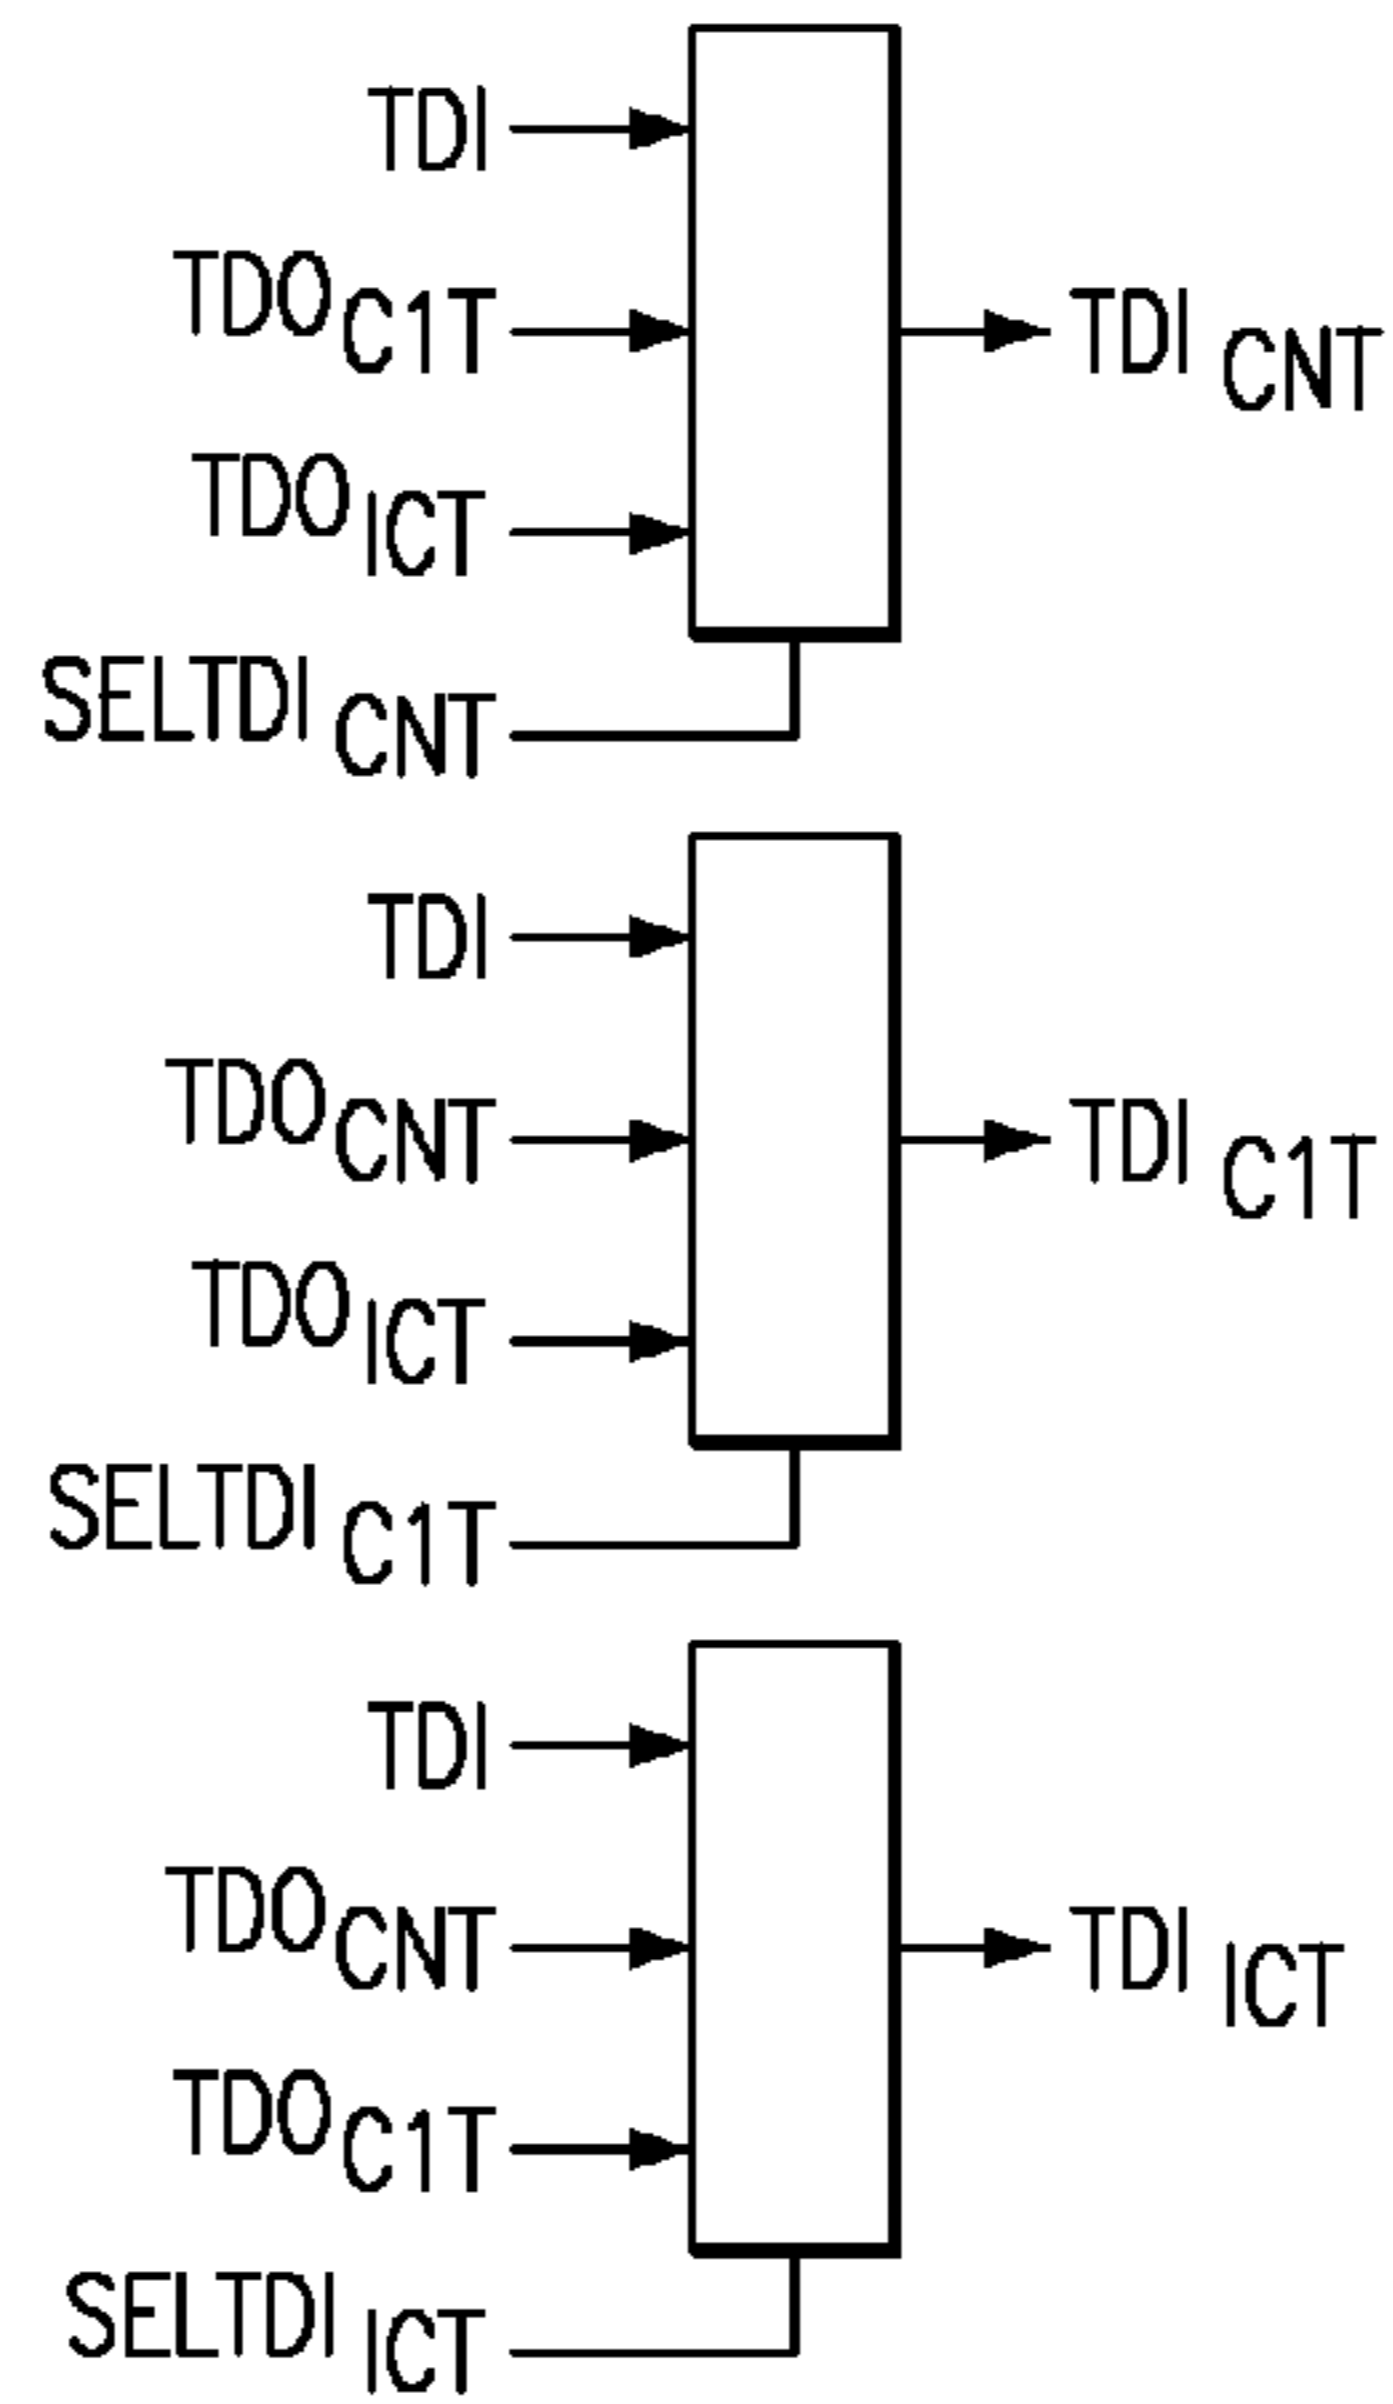 TDI
TDO C1T
TDI CNT
TDO ICT
SELTDI CNT
TDI
TDO CNT
TDI C1T
TDO ICT
SELTDI C1T
TDI
TDO CNT
TDI ICT
TDO C1T
SELTDI ICT